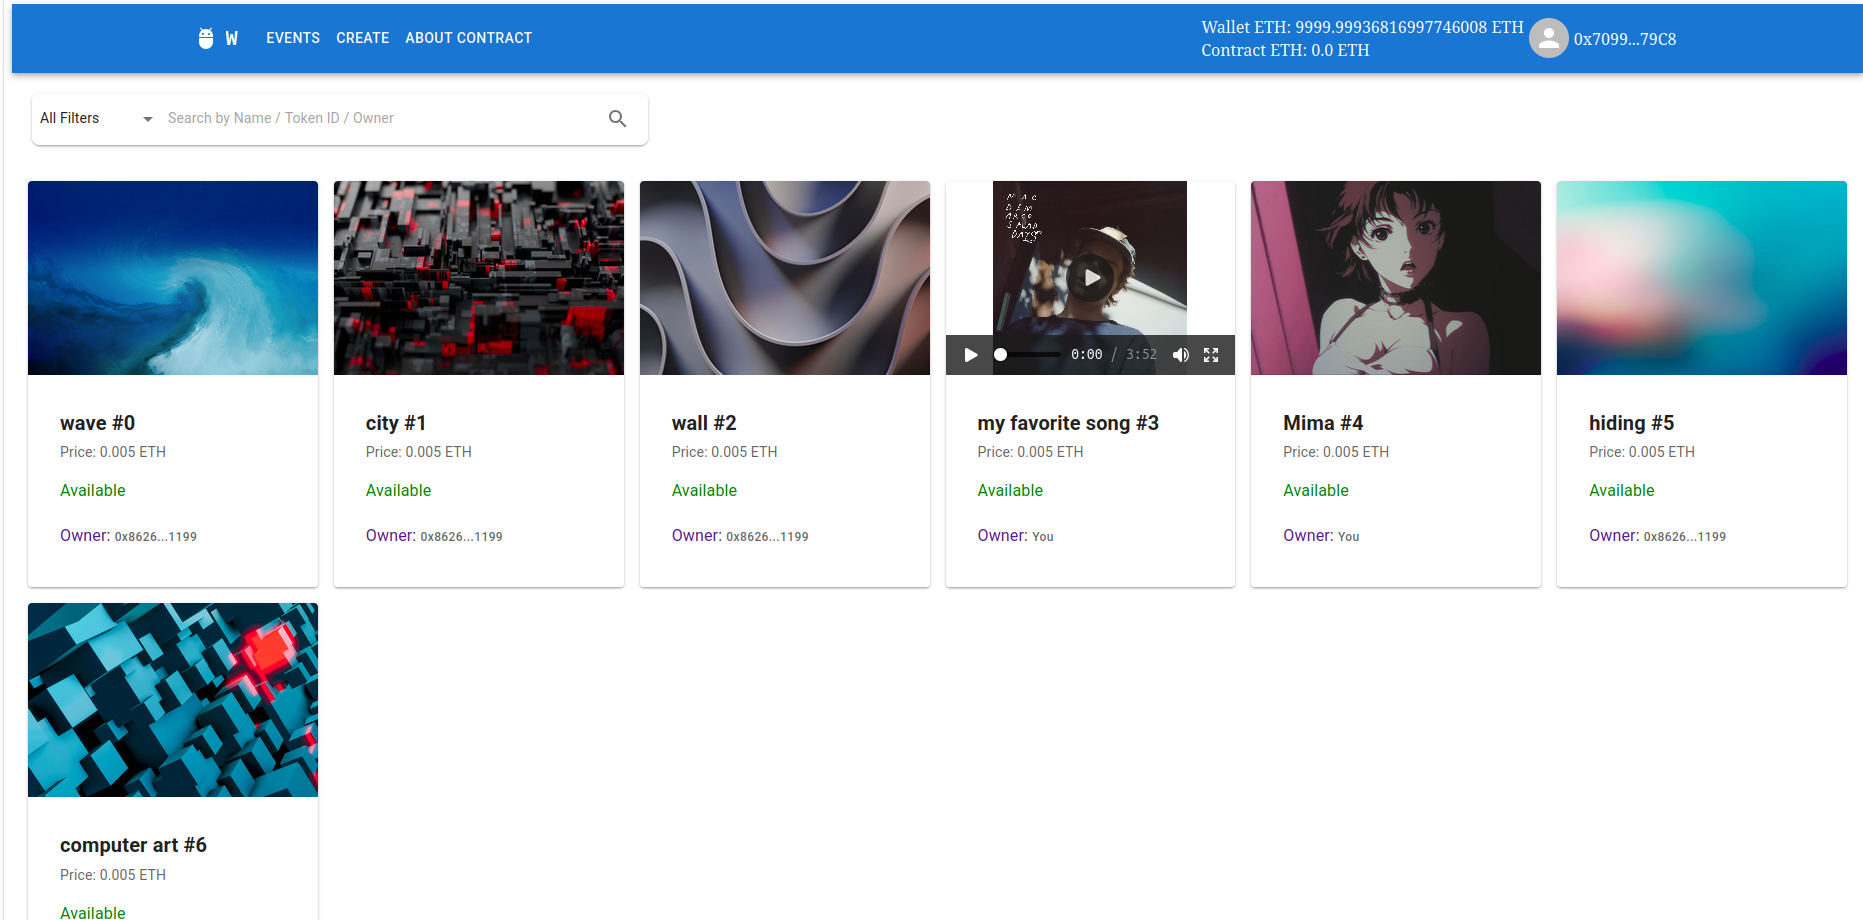 W EVENTS CREATE ABOUT CONTRACT
Wallet ETH: 9999.99936816997746008 ETH
Contract ETH: 0.0 ETH
0x7099...79C8
All Filters Search by Name / Token ID / Owner
MAC
DEM
ARCO
SALAD
DAYS
0:00 / 3:52
wave #0
Price: 0.005 ETH
Available
Owner: 0x8626...1199
city #1
Price: 0.005 ETH
Available
Owner: 0x8626...1199
wall #2
Price: 0.005 ETH
Available
Owner: 0x8626...1199
my favorite song #3
Price: 0.005 ETH
Available
Owner: You
Mima #4
Price: 0.005 ETH
Available
Owner: You
hiding #5
Price: 0.005 ETH
Available
Owner: 0x8626...1199
computer art #6
Price: 0.005 ETH
Available